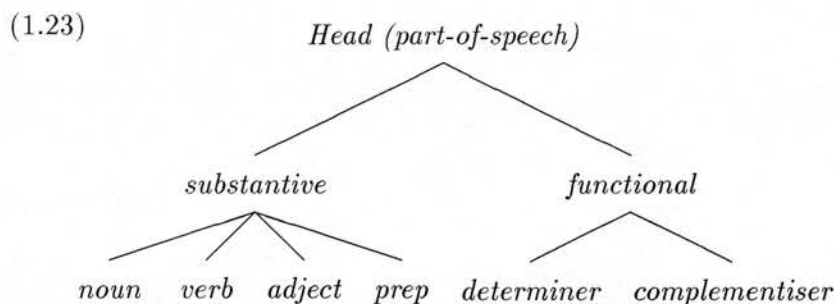 (1.23)
Head (part-of-speech)
substantive functional
noun verb adject prep determiner complementiser